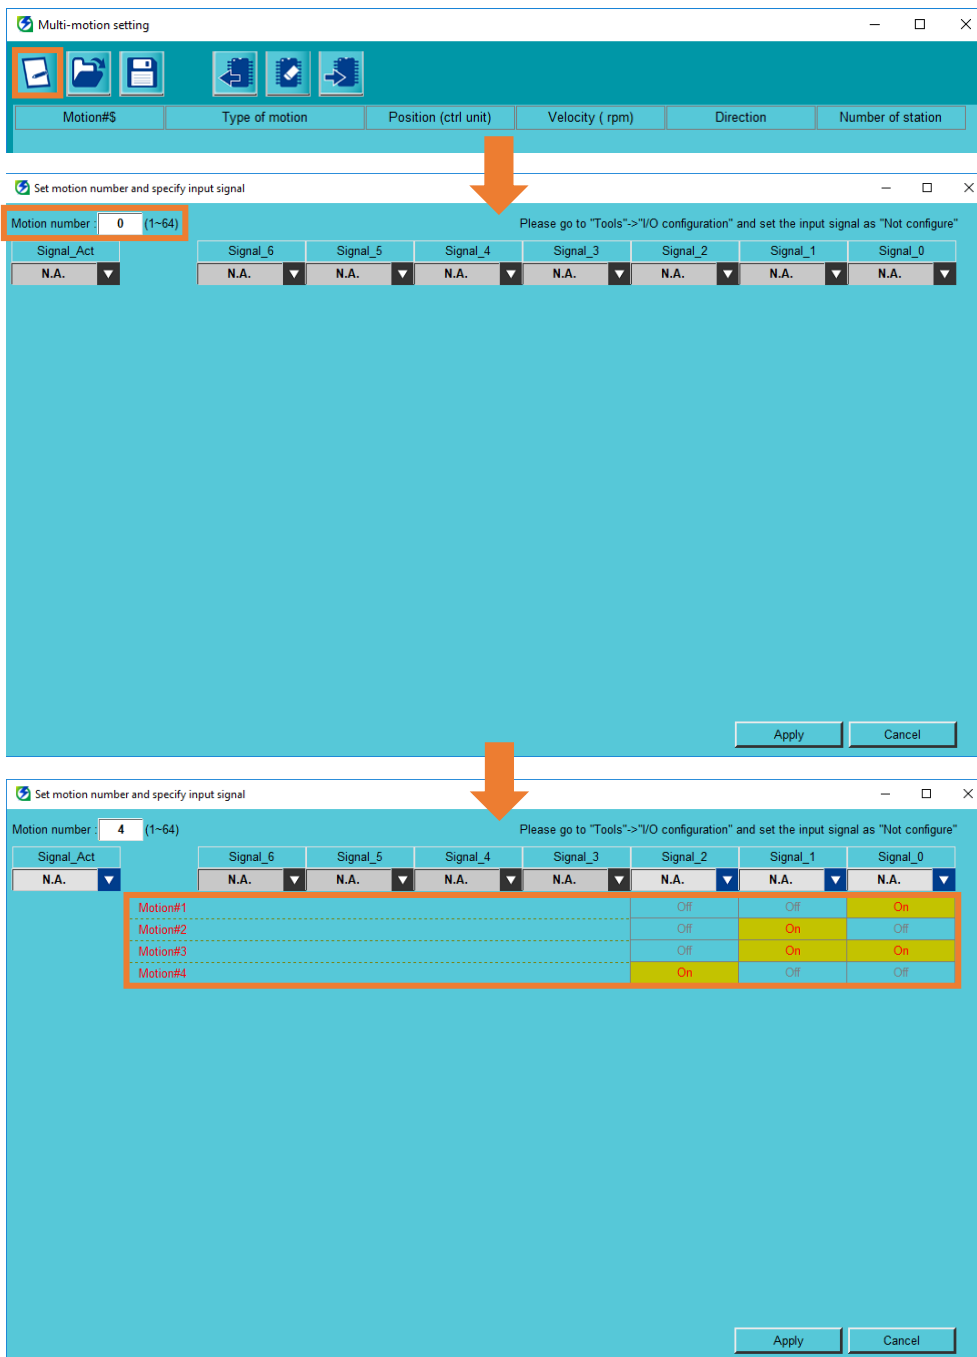 Multi-motion setting
Motion#$ Type of motion Position (ctrl unit) Velocity ( rpm) Direction Number of station
Set motion number and specify input signal
Motion number : 0 (1~64) Please go to "Tools"->"I/O configuration" and set the input signal as "Not configure"
Signal_Act Signal_6 Signal_5 Signal_4 Signal_3 Signal_2 Signal_1 Signal_0
N.A. N.A. N.A. N.A. N.A. N.A. N.A. N.A.
Apply Cancel
Set motion number and specify input signal
Motion number : 4 (1~64) Please go to "Tools"->"I/O configuration" and set the input signal as "Not configure"
Signal_Act Signal_6 Signal_5 Signal_4 Signal_3 Signal_2 Signal_1 Signal_0
N.A. N.A. N.A. N.A. N.A. N.A. N.A. N.A.
Motion#1 Off Off On
Motion#2 Off On Off
Motion#3 Off On On
Motion#4 On Off Off
Apply Cancel